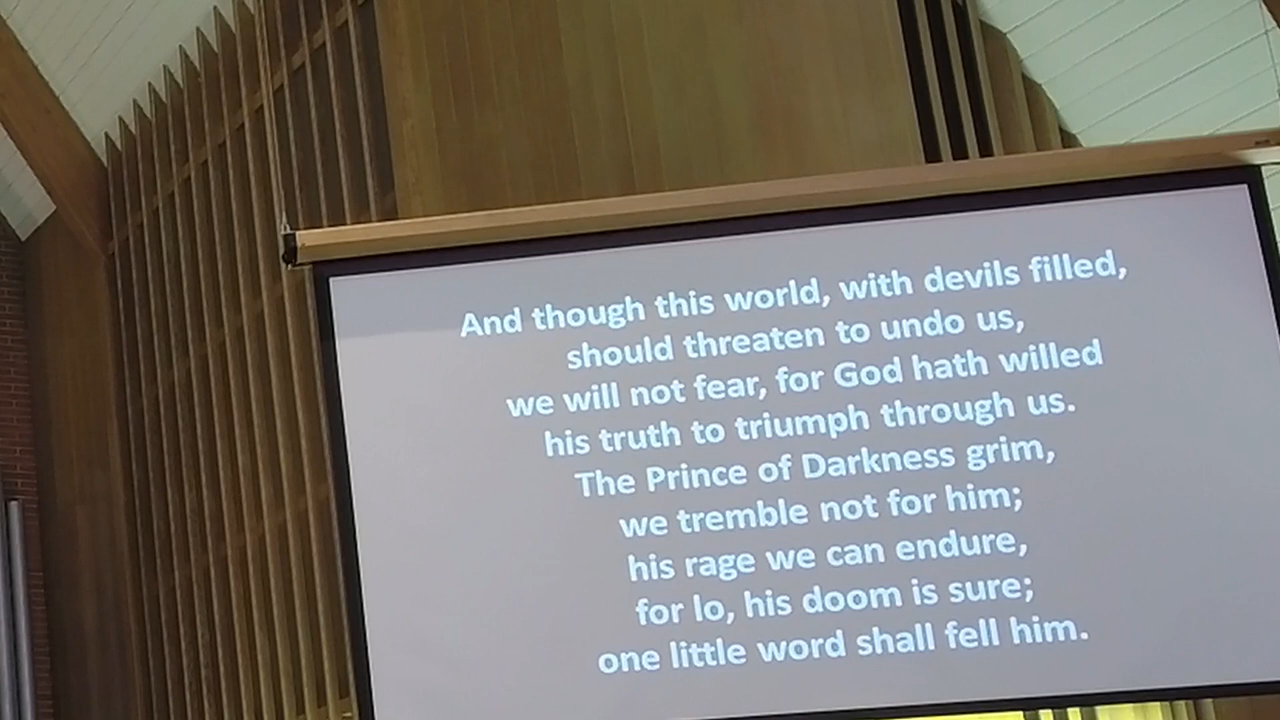 And though this world, with devils filled,
should threaten to undo us,
we will not fear, for God hath willed
his truth to triumph through us.
The Prince of Darkness grim,
we tremble not for him;
his rage we can endure,
for lo, his doom is sure;
one little word shall fell him.